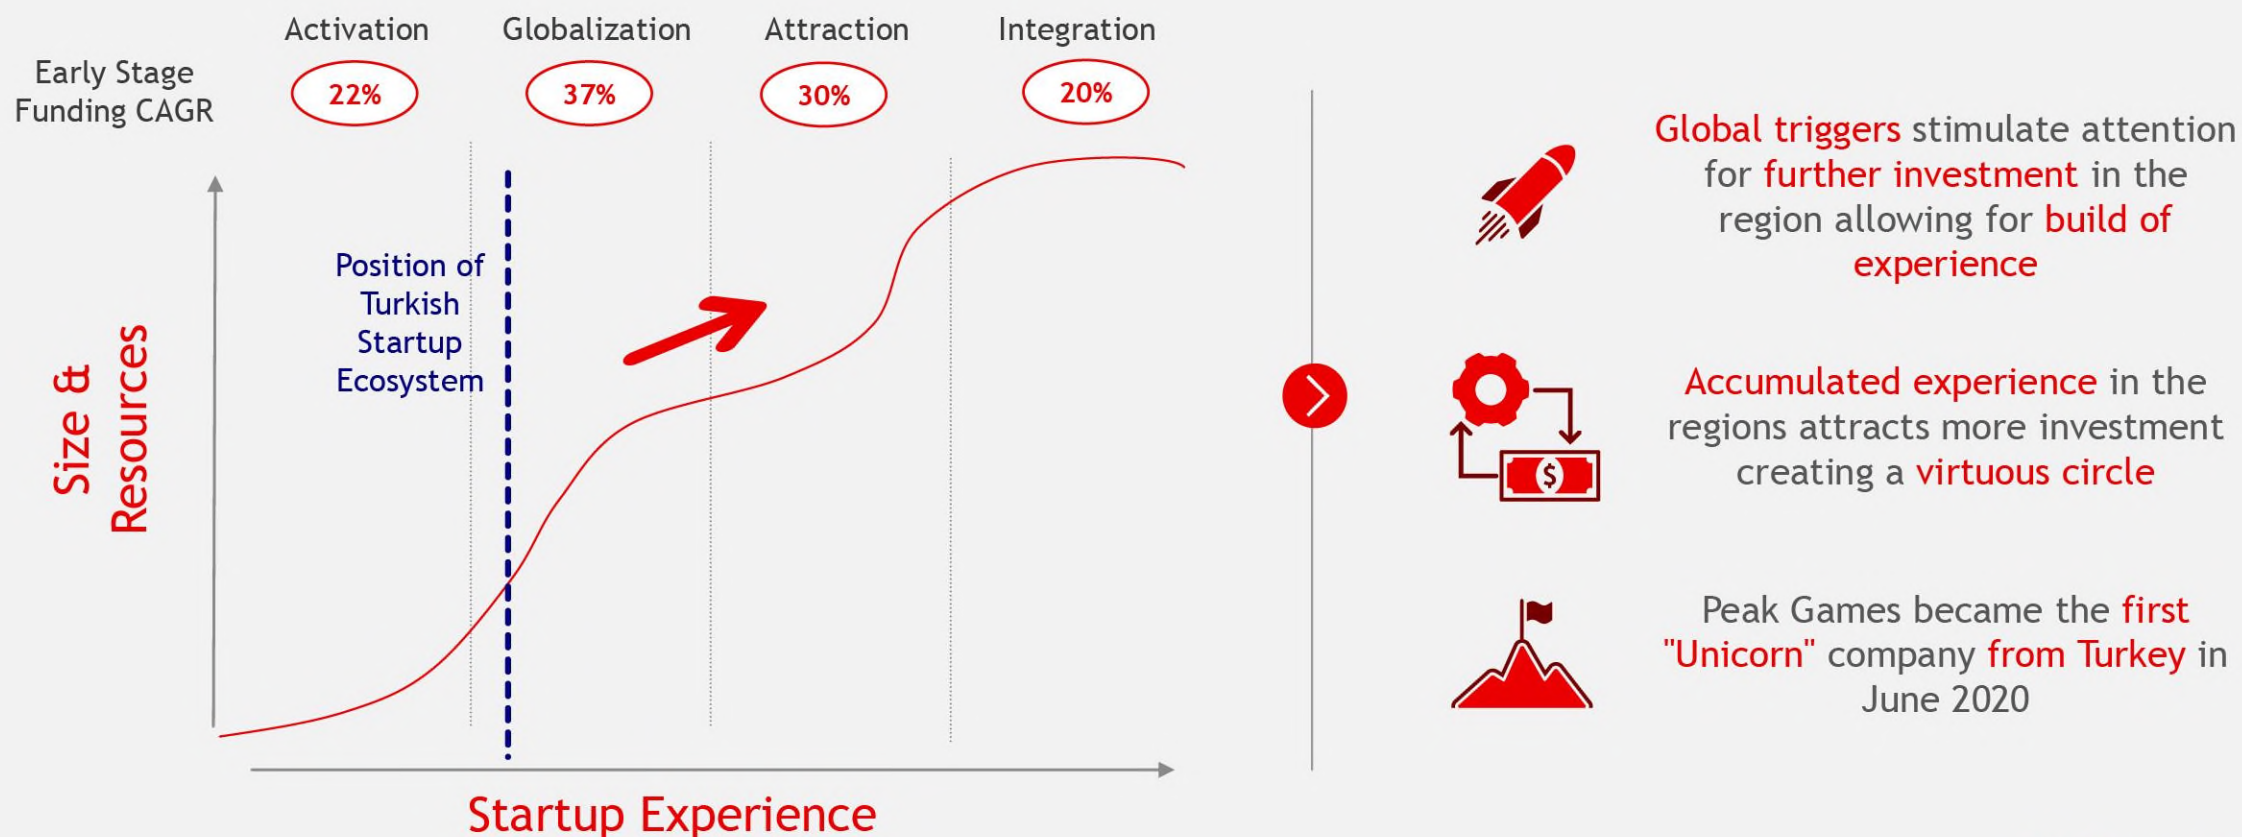 Activation
Globalization
Attraction
Integration
Early Stage
Funding CAGR
22%
37%
30%
20%
Position of
Turkish
Startup
Ecosystem
Size &
Resources
Startup Experience
Global triggers stimulate attention
for further investment in the
region allowing for build of
experience
Accumulated experience in the
regions attracts more investment
creating a virtuous circle
$
Peak Games became the first
"Unicorn" company from Turkey in
June 2020